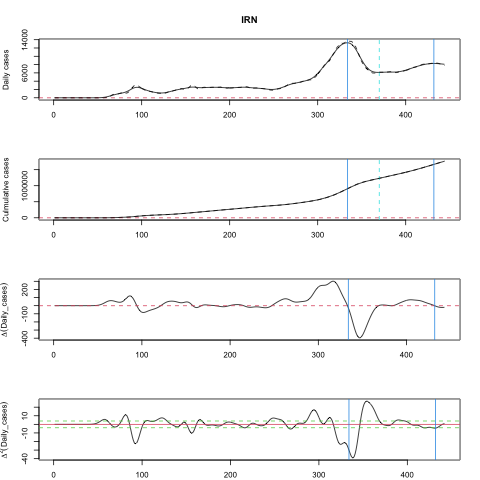 IRN
Daily cases
0
6000
14000
0 100 200 300 400
Culmulative cases
0
1000000
0 100 200 300 400
Δ(Daily_cases)
-400
-100
200
0 100 200 300 400
Δ²(Daily_cases)
-40
-10
10
0 100 200 300 400